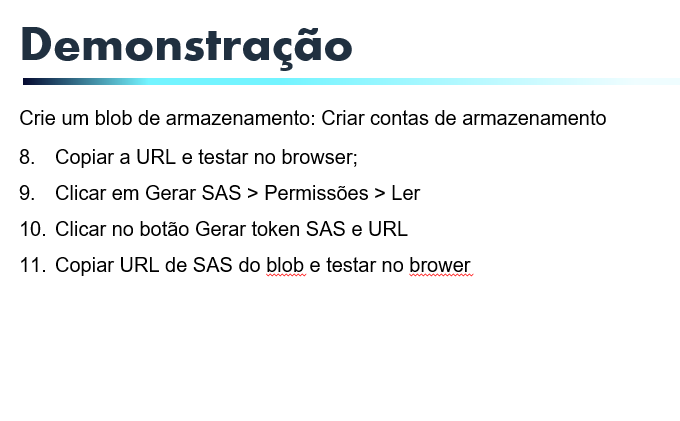 Demonstração
Crie um blob de armazenamento: Criar contas de armazenamento
8. Copiar a URL e testar no browser;
9. Clicar em Gerar SAS > Permissões > Ler
10. Clicar no botão Gerar token SAS e URL
11. Copiar URL de SAS do blob e testar no brower